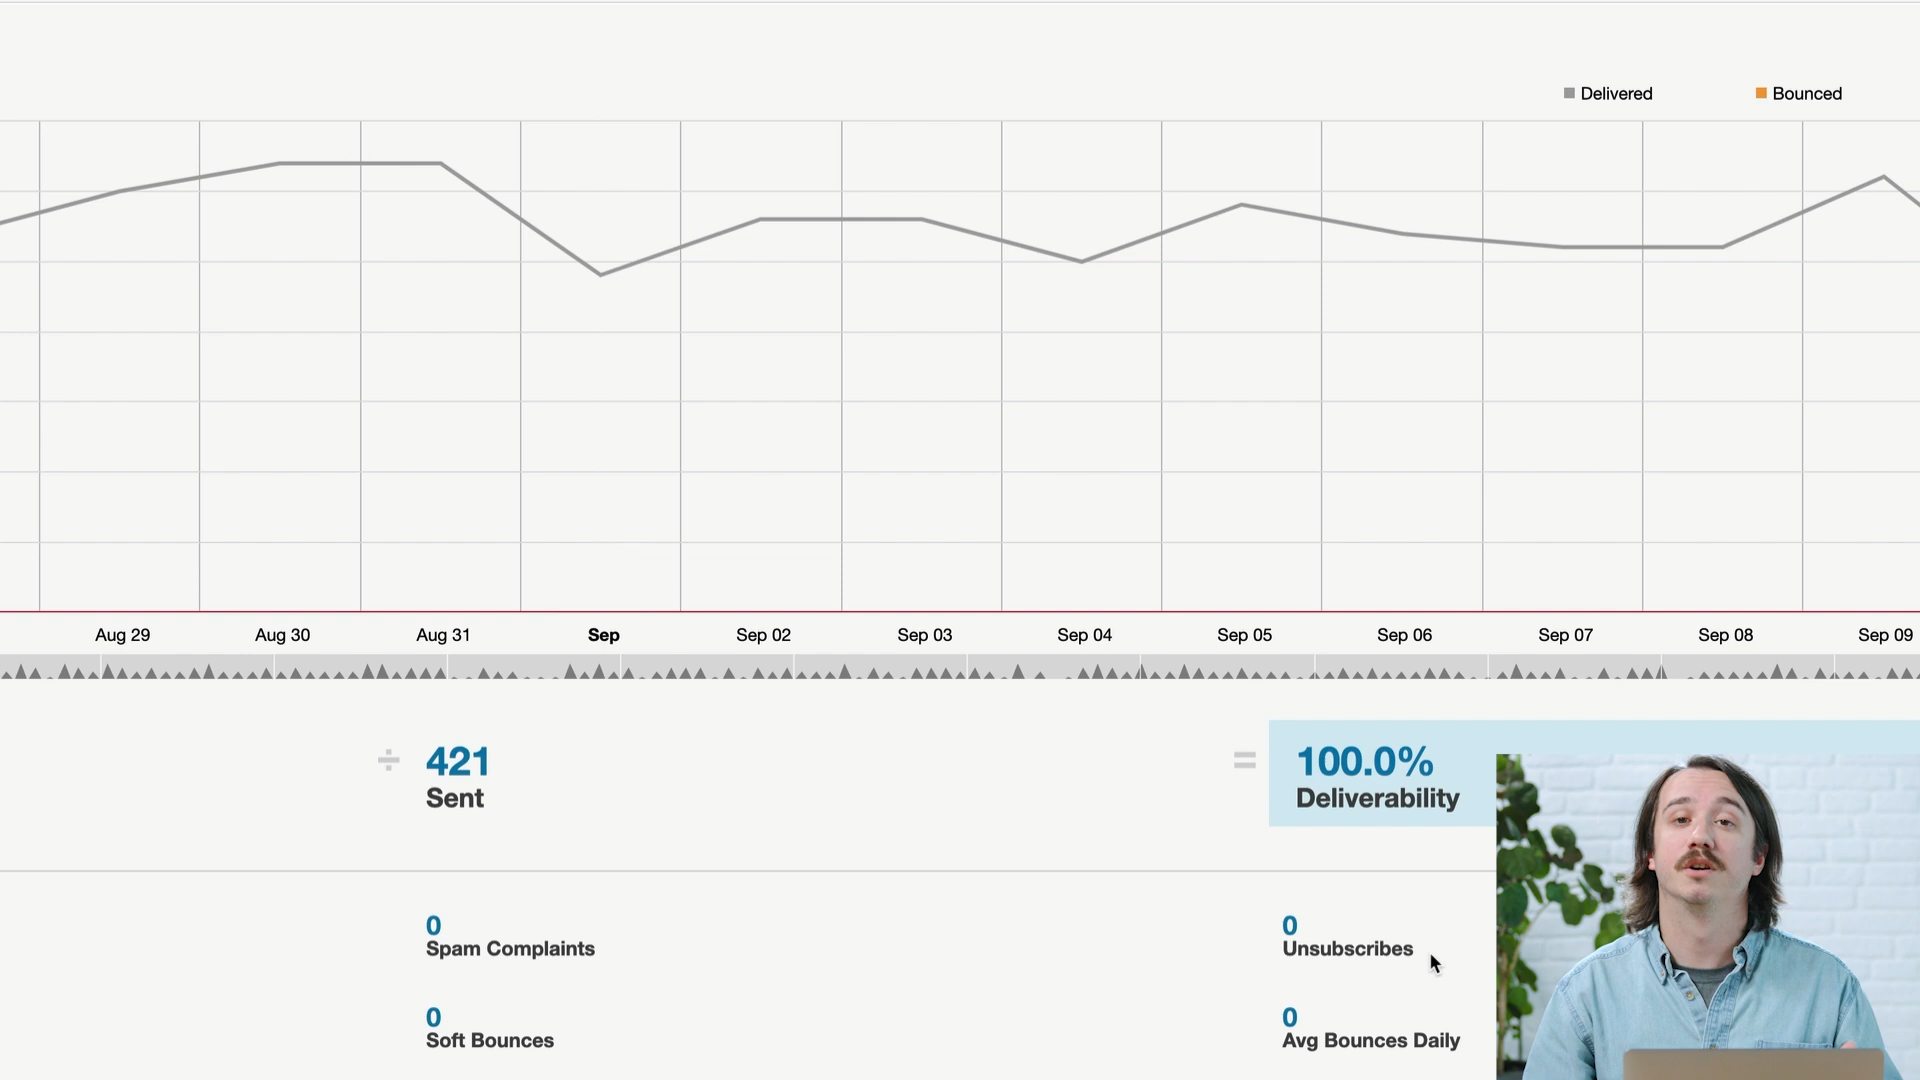 Delivered Bounced
Aug 29 Aug 30 Aug 31 Sep Sep 02 Sep 03 Sep 04 Sep 05 Sep 06 Sep 07 Sep 08 Sep 09
÷ 421 = 100.0%
Sent Deliverability
0 0
Spam Complaints Unsubscribes
0 0
Soft Bounces Avg Bounces Daily